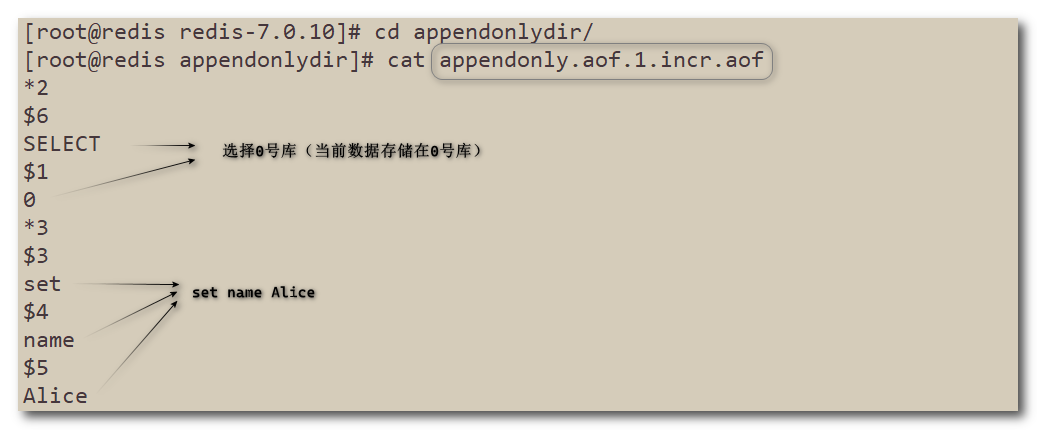 [root@redis redis-7.0.10]# cd appendonlydir/
[root@redis appendonlydir]# cat appendonly.aof.1.incr.aof
*2
$6
SELECT
选择0号库（当前数据存储在0号库）
$1
0
*3
$3
set
set name Alice
$4
name
$5
Alice